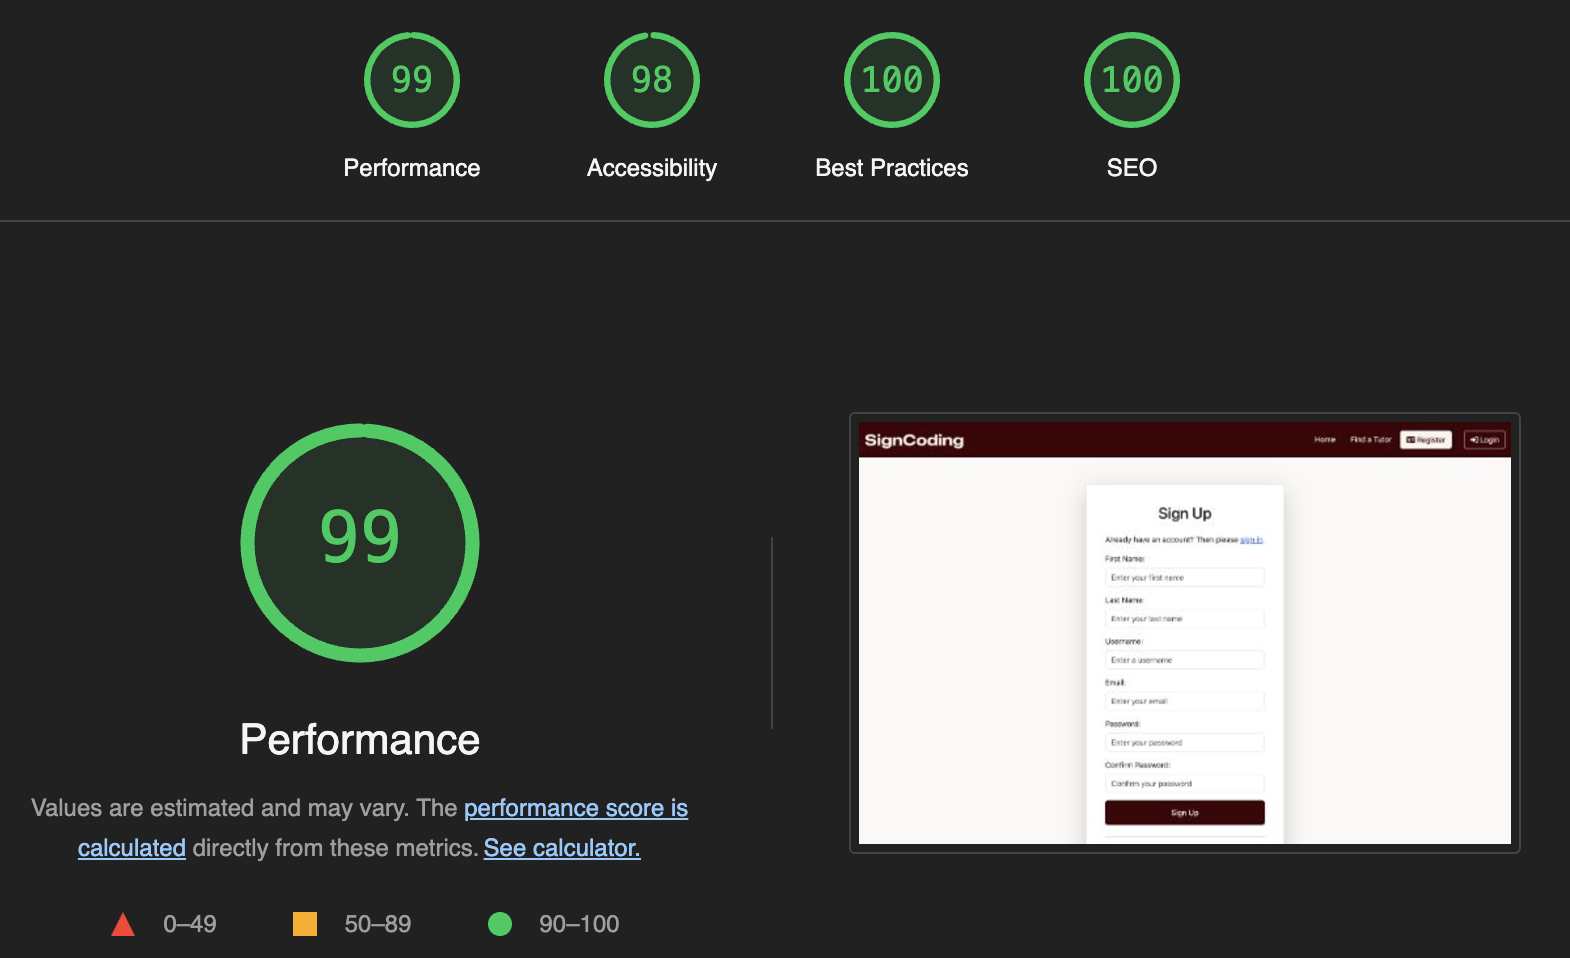 99
98
100
100
Performance
Accessibility
Best Practices
SEO
99
Performance
Values are estimated and may vary. The performance score is
calculated directly from these metrics. See calculator.
0–49
50–89
90–100
SignCoding
Home
Find a Tutor
Register
Login
Sign Up
Already have an account? Then please sign in.
First Name:
Enter your first name
Last Name:
Enter your last name
Username:
Enter a username
Email:
Enter your email
Password:
Enter your password
Confirm Password:
Confirm your password
Sign Up